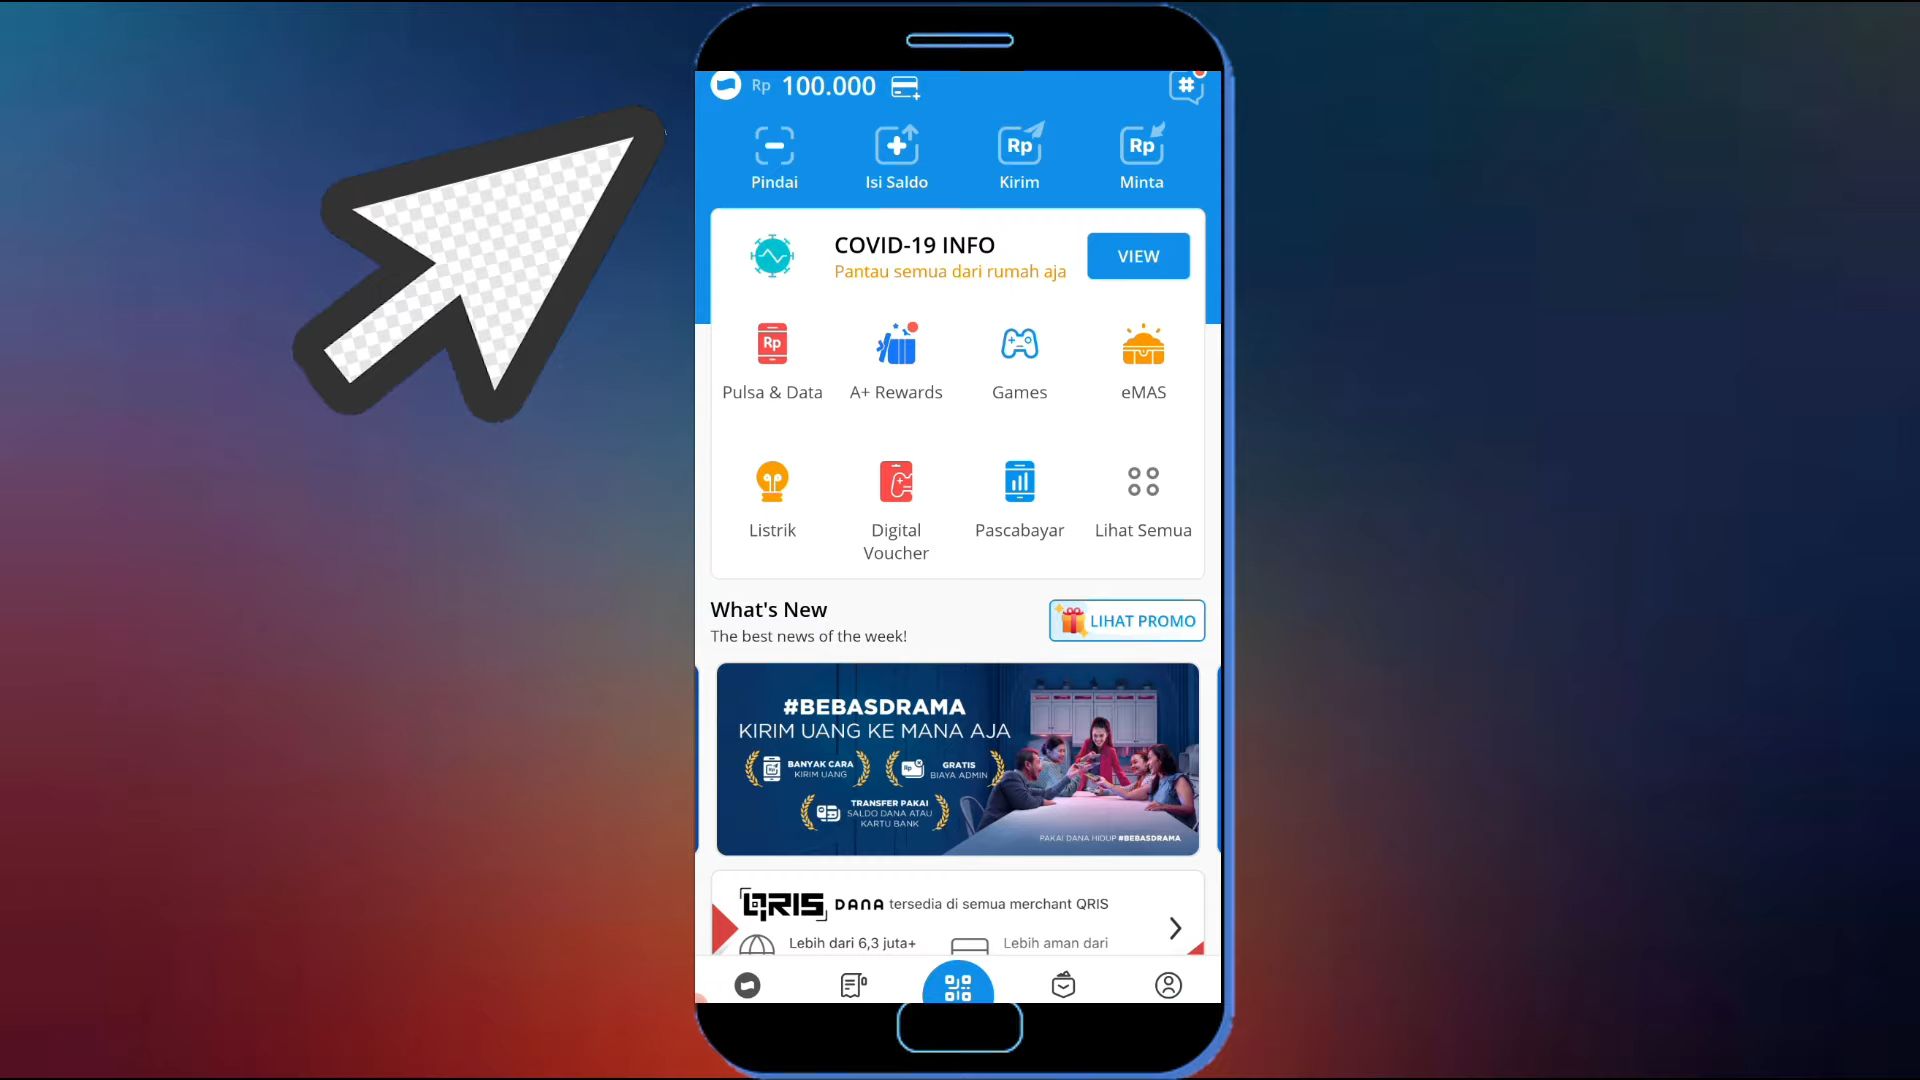 Rp 100.000
#
Rp
Rp
Pindai
Isi Saldo
Kirim
Minta
COVID-19 INFO
Pantau semua dari rumah aja
VIEW
Rp
Pulsa & Data
A+ Rewards
Games
eMAS
Listrik
Digital
Voucher
Pascabayar
Lihat Semua
What's New
The best news of the week!
LIHAT PROMO
#BEBASDRAMA
KIRIM UANG KE MANA AJA
BANYAK CARA
KIRIM UANG
Rp
GRATIS
BIAYA ADMIN
TRANSFER PAKAI
SALDO DANA ATAU
KARTU BANK
PAKAI DANA HIDUP #BEBASDRAMA
QRIS DANA tersedia di semua merchant QRIS
Lebih dari 6,3 juta+
Lebih aman dari